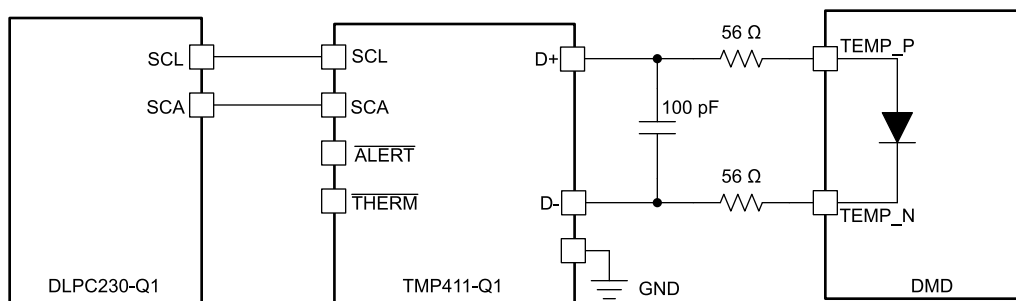 SCL
SCA
DLPC230-Q1
SCL
SCA
ALERT
THERM
D+
D-
TMP411-Q1
GND
100 pF
56 Ω
56 Ω
TEMP_P
TEMP_N
DMD